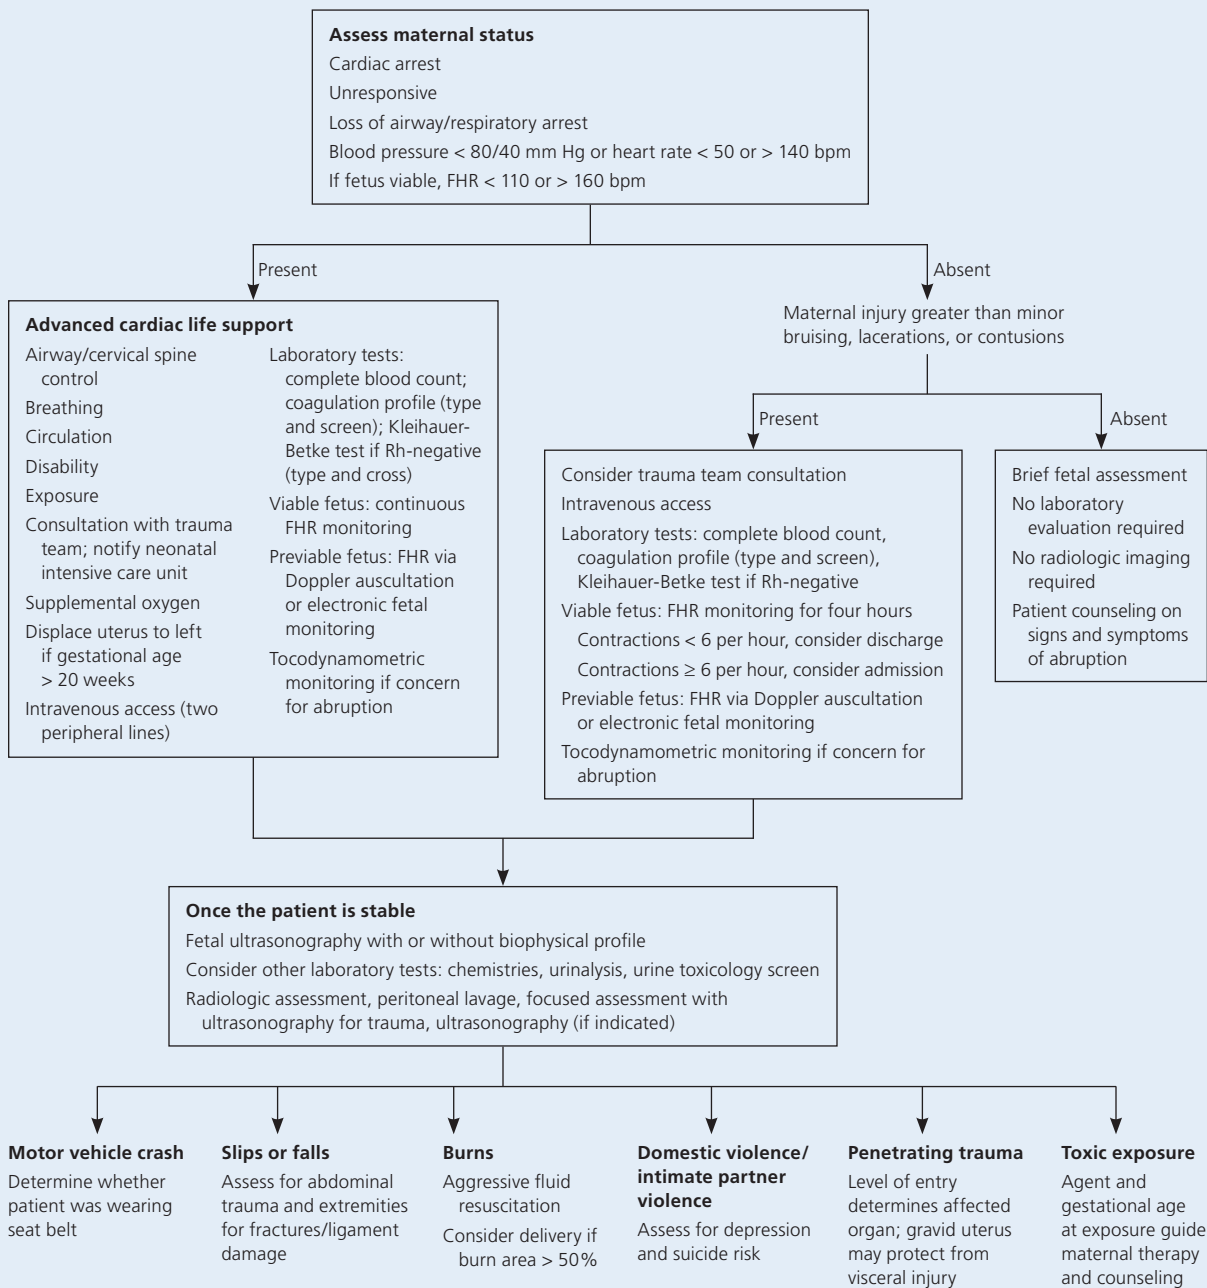 Assess maternal status
Cardiac arrest
Unresponsive
Loss of airway/respiratory arrest
Blood pressure < 80/40 mm Hg or heart rate < 50 or > 140 bpm
If fetus viable, FHR < 110 or > 160 bpm
Present
Absent
Advanced cardiac life support
Airway/cervical spine
control
Breathing
Circulation
Disability
Exposure
Consultation with trauma
team; notify neonatal
intensive care unit
Supplemental oxygen
Displace uterus to left
if gestational age
> 20 weeks
Intravenous access (two
peripheral lines)
Laboratory tests:
complete blood count;
coagulation profile (type
and screen); Kleihauer-
Betke test if Rh-negative
(type and cross)
Viable fetus: continuous
FHR monitoring
Previable fetus: FHR via
Doppler auscultation
or electronic fetal
monitoring
Tocodynamometric
monitoring if concern
for abruption
Maternal injury greater than minor
bruising, lacerations, or contusions
Present
Absent
Consider trauma team consultation
Intravenous access
Laboratory tests: complete blood count,
coagulation profile (type and screen),
Kleihauer-Betke test if Rh-negative
Viable fetus: FHR monitoring for four hours
Contractions < 6 per hour, consider discharge
Contractions ≥ 6 per hour, consider admission
Previable fetus: FHR via Doppler auscultation
or electronic fetal monitoring
Tocodynamometric monitoring if concern for
abruption
Brief fetal assessment
No laboratory
evaluation required
No radiologic imaging
required
Patient counseling on
signs and symptoms
of abruption
Once the patient is stable
Fetal ultrasonography with or without biophysical profile
Consider other laboratory tests: chemistries, urinalysis, urine toxicology screen
Radiologic assessment, peritoneal lavage, focused assessment with
ultrasonography for trauma, ultrasonography (if indicated)
Motor vehicle crash
Determine whether
patient was wearing
seat belt
Slips or falls
Assess for abdominal
trauma and extremities
for fractures/ligament
damage
Burns
Aggressive fluid
resuscitation
Consider delivery if
burn area > 50%
Domestic violence/
intimate partner
violence
Assess for depression
and suicide risk
Penetrating trauma
Level of entry
determines affected
organ; gravid uterus
may protect from
visceral injury
Toxic exposure
Agent and
gestational age
at exposure guide
maternal therapy
and counseling